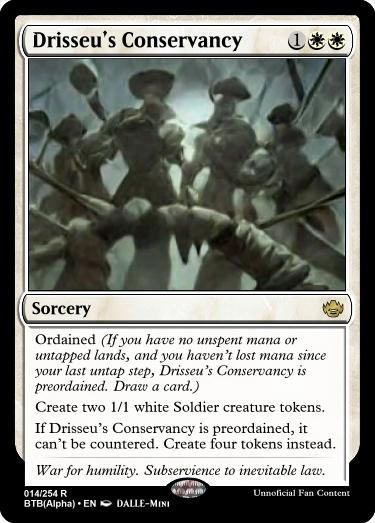 Drisseu's Conservancy 1
Sorcery
Ordained (If you have no unspent mana or
untapped lands, and you haven't lost mana since
your last untap step, Drisseu's Conservancy is
preordained. Draw a card.)
Create two 1/1 white Soldier creature tokens.
If Drisseu's Conservancy is preordained, it
can't be countered. Create four tokens instead.
War for humility. Subservience to inevitable law.
014/254 R
BTB(Alpha) • EN DALLE-Mini
Unofficial Fan Content